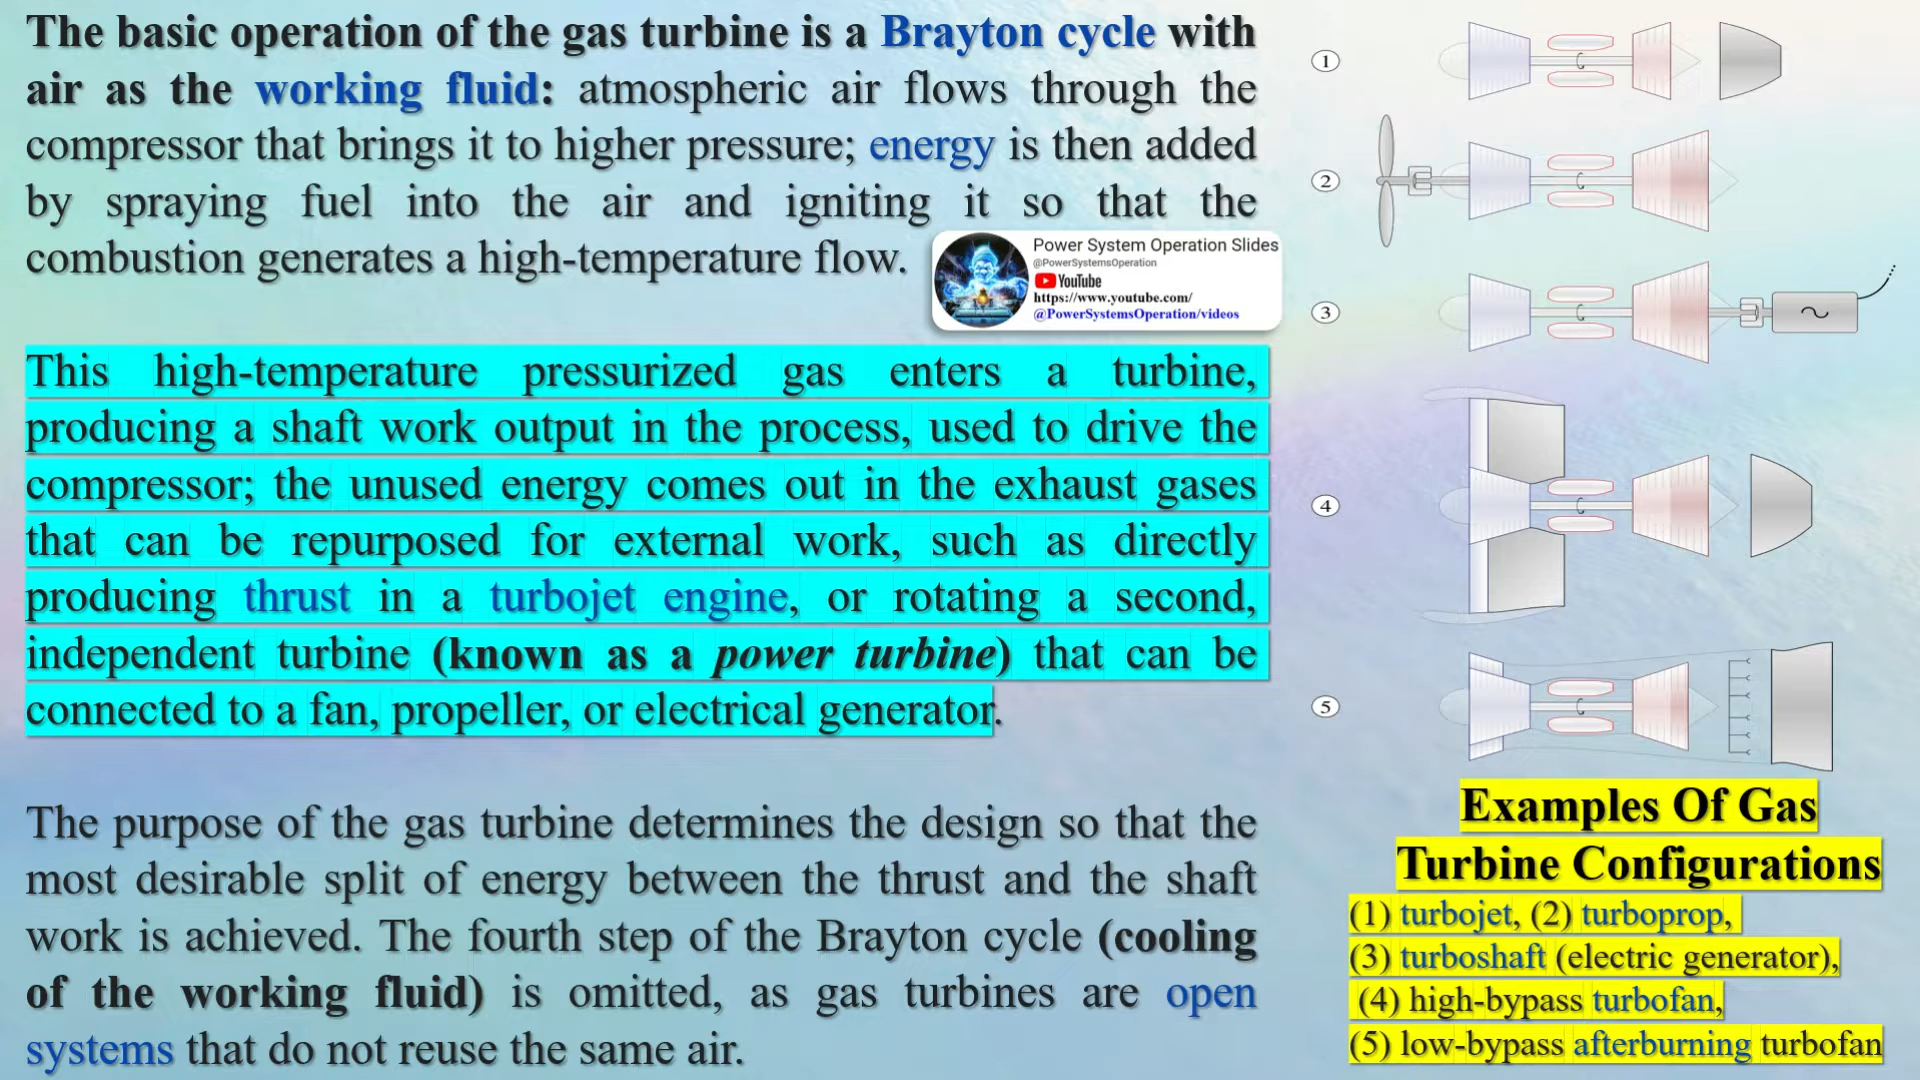 The basic operation of the gas turbine is a Brayton cycle with
air as the working fluid: atmospheric air flows through the
compressor that brings it to higher pressure; energy is then added
by spraying fuel into the air and igniting it so that the
combustion generates a high-temperature flow.
Power System Operation Slides
@PowerSystemsOperation
YouTube
https://www.youtube.com/
@PowerSystemsOperation/videos
This high-temperature pressurized gas enters a turbine,
producing a shaft work output in the process, used to drive the
compressor; the unused energy comes out in the exhaust gases
that can be repurposed for external work, such as directly
producing thrust in a turbojet engine, or rotating a second,
independent turbine (known as a power turbine) that can be
connected to a fan, propeller, or electrical generator.
The purpose of the gas turbine determines the design so that the
most desirable split of energy between the thrust and the shaft
work is achieved. The fourth step of the Brayton cycle (cooling
of the working fluid) is omitted, as gas turbines are open
systems that do not reuse the same air.
1
2
3
4
5
Examples Of Gas
Turbine Configurations
(1) turbojet, (2) turboprop,
(3) turboshaft (electric generator),
(4) high-bypass turbofan,
(5) low-bypass afterburning turbofan